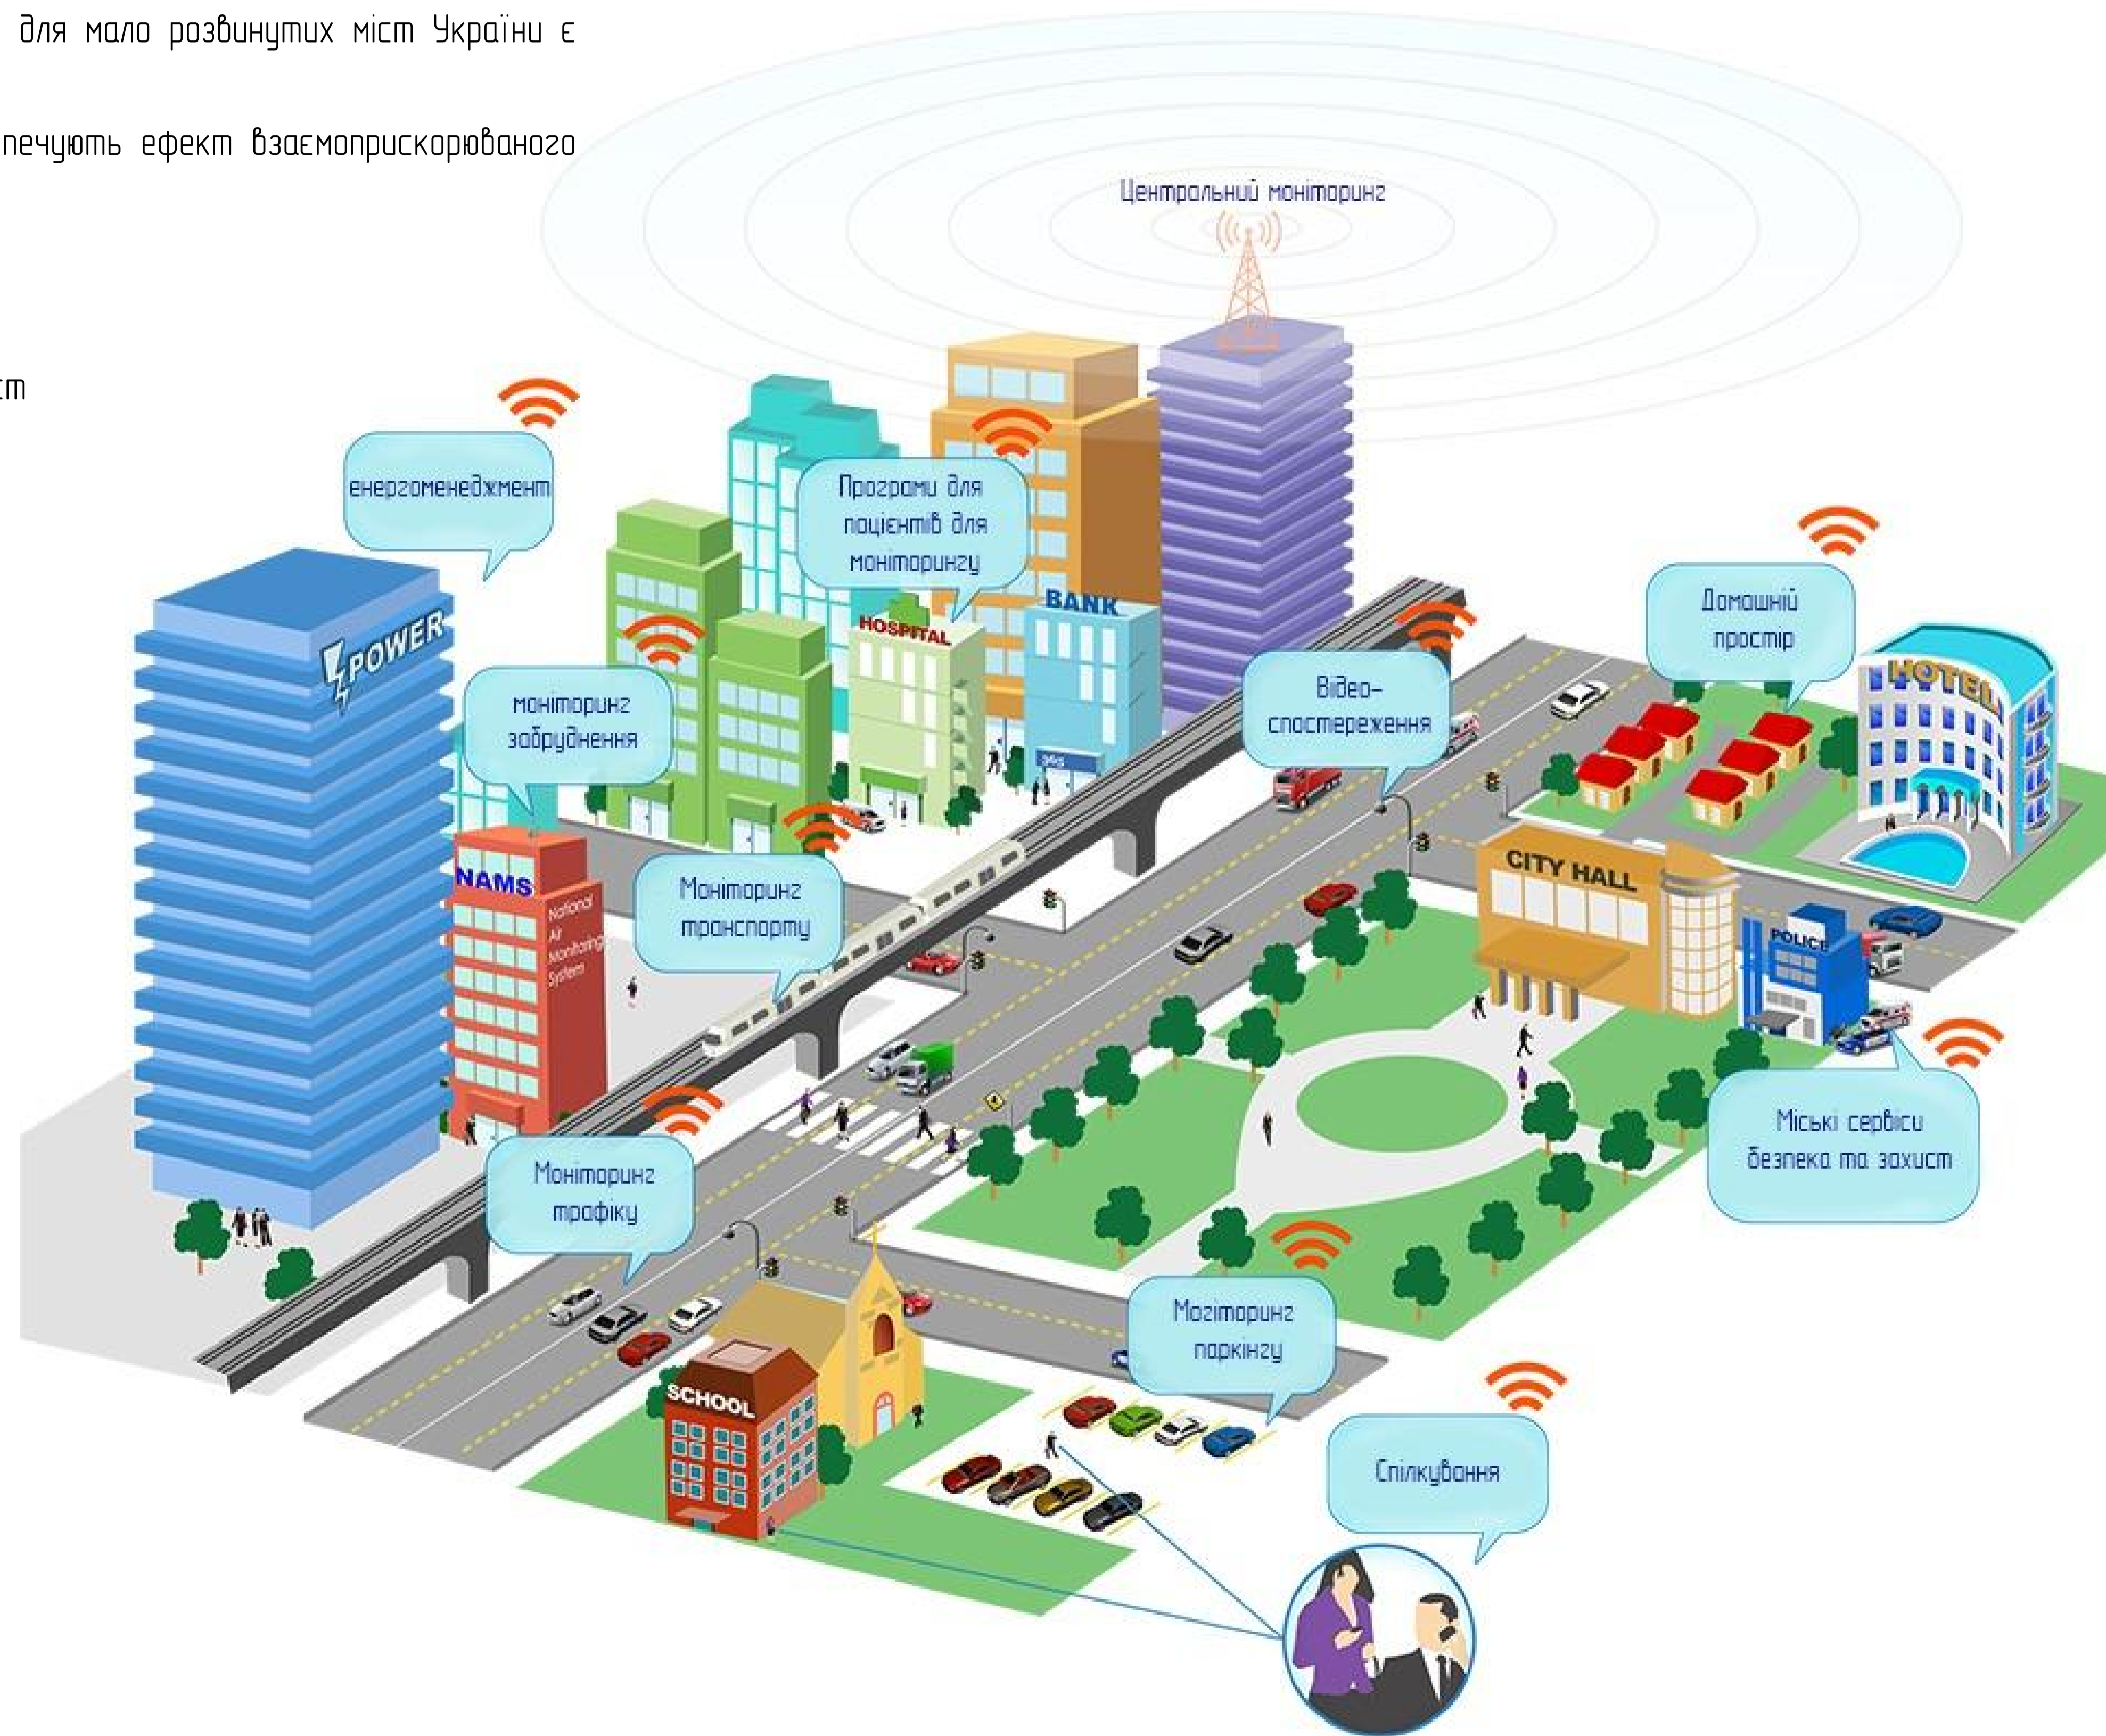 для мало розвинутих міст України є
печують ефект взаємоприскорюваного
ст
Центральний моніторинг
енергоменеджмент
Програми для
пацієнтів для
моніторингу
Домашній
простір
BANK
HOSPITAL
POWER
HOTEL
Відео-
спостереження
моніторинг
забруднення
365
NAMS
National
Air
Monitoring
System
Моніторинг
транспорту
CITY HALL
POLICE
Міські сервіси
безпека та захист
Моніторинг
трафіку
Могіторинг
паркінгу
SCHOOL
Спілкування